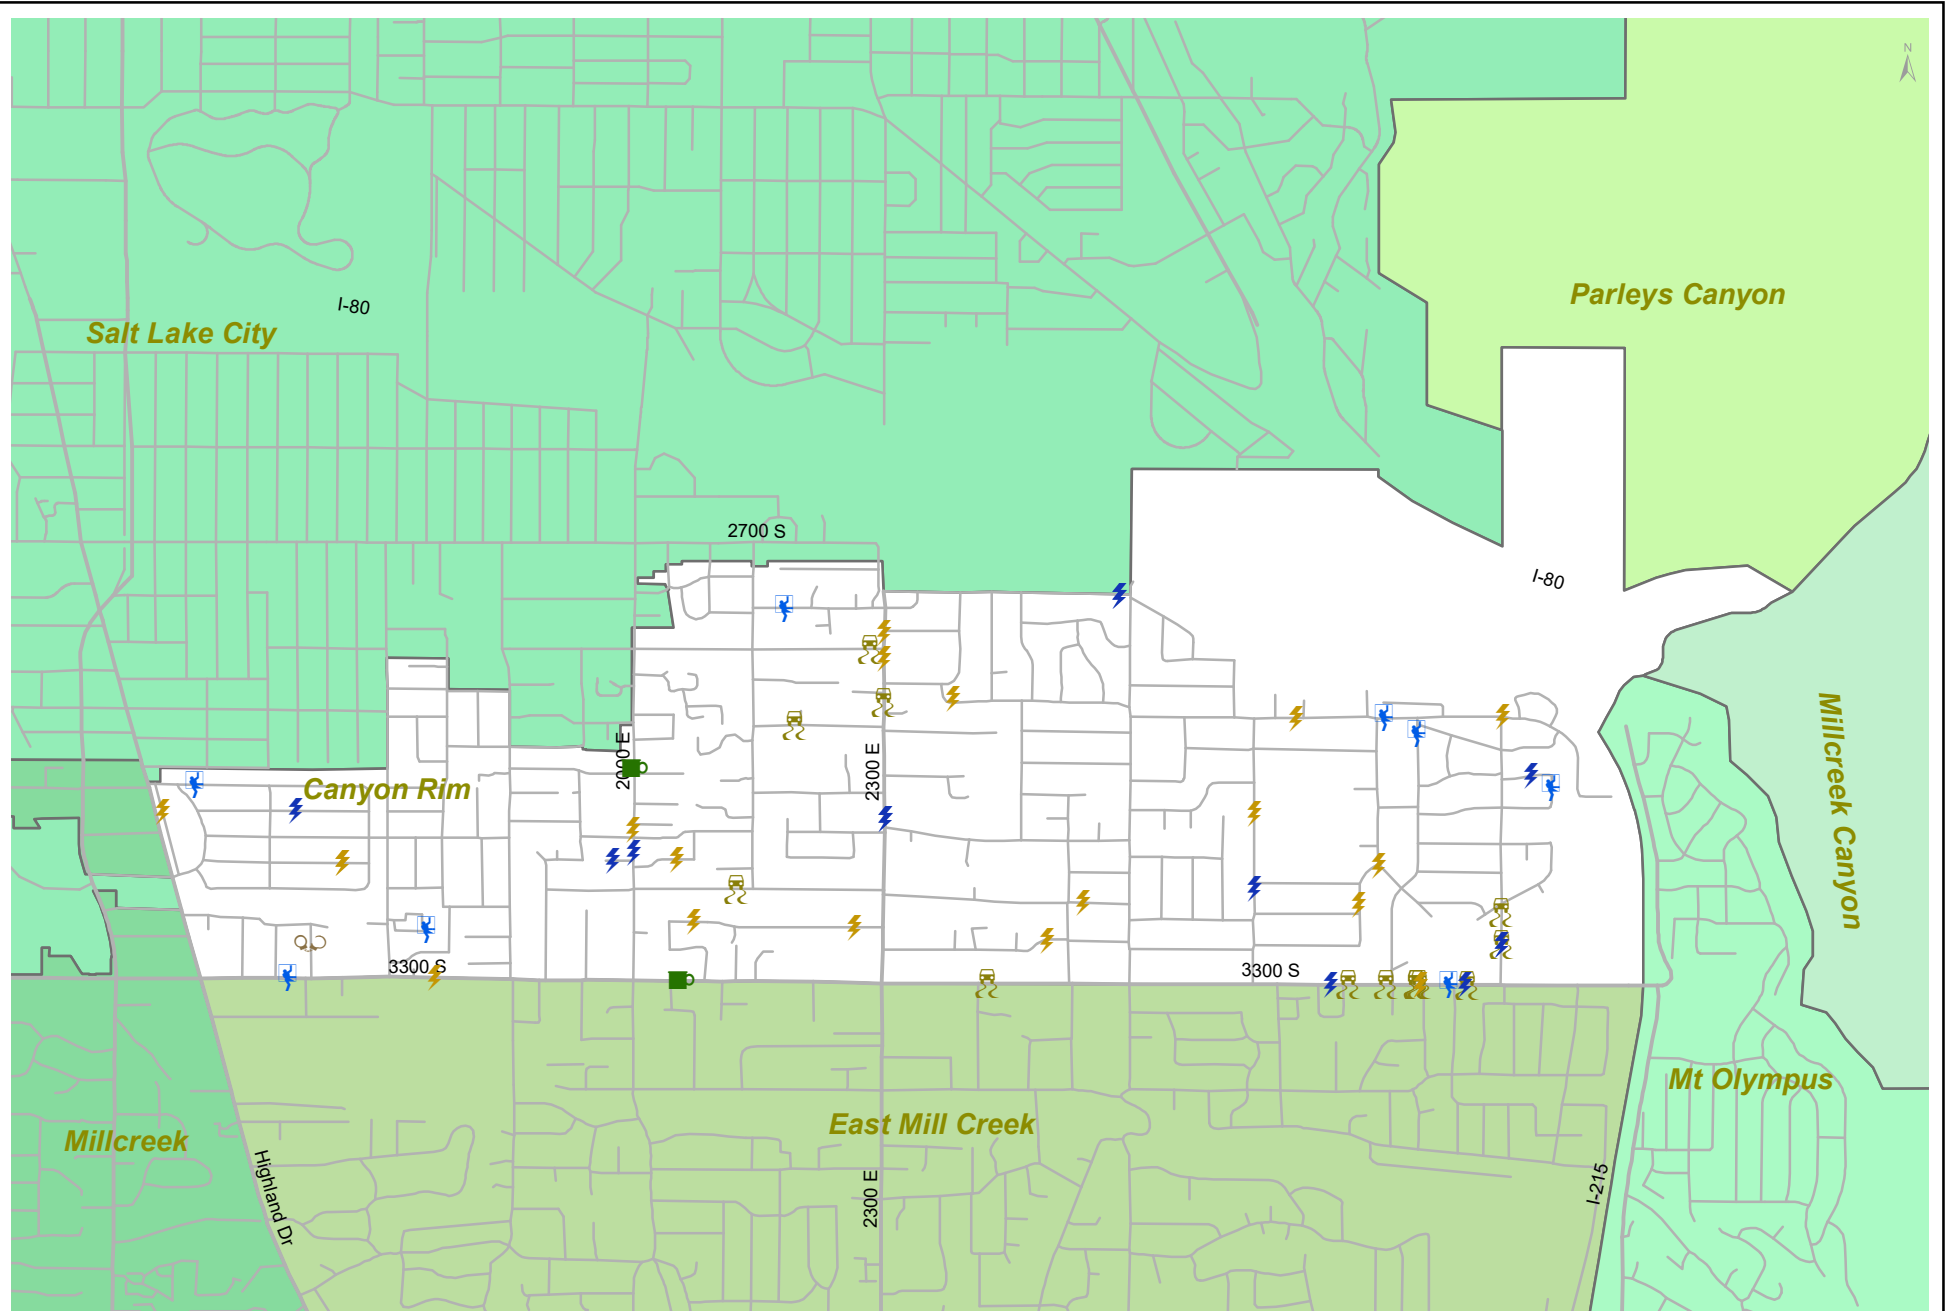 N
Parleys Canyon
I-80
Salt Lake City
2700 S
I-80
Millcreek Canyon
2000 E
2300 E
Canyon Rim
3300 S
3300 S
Mt Olympus
East Mill Creek
Millcreek
Highland Dr
2300 E
I-215